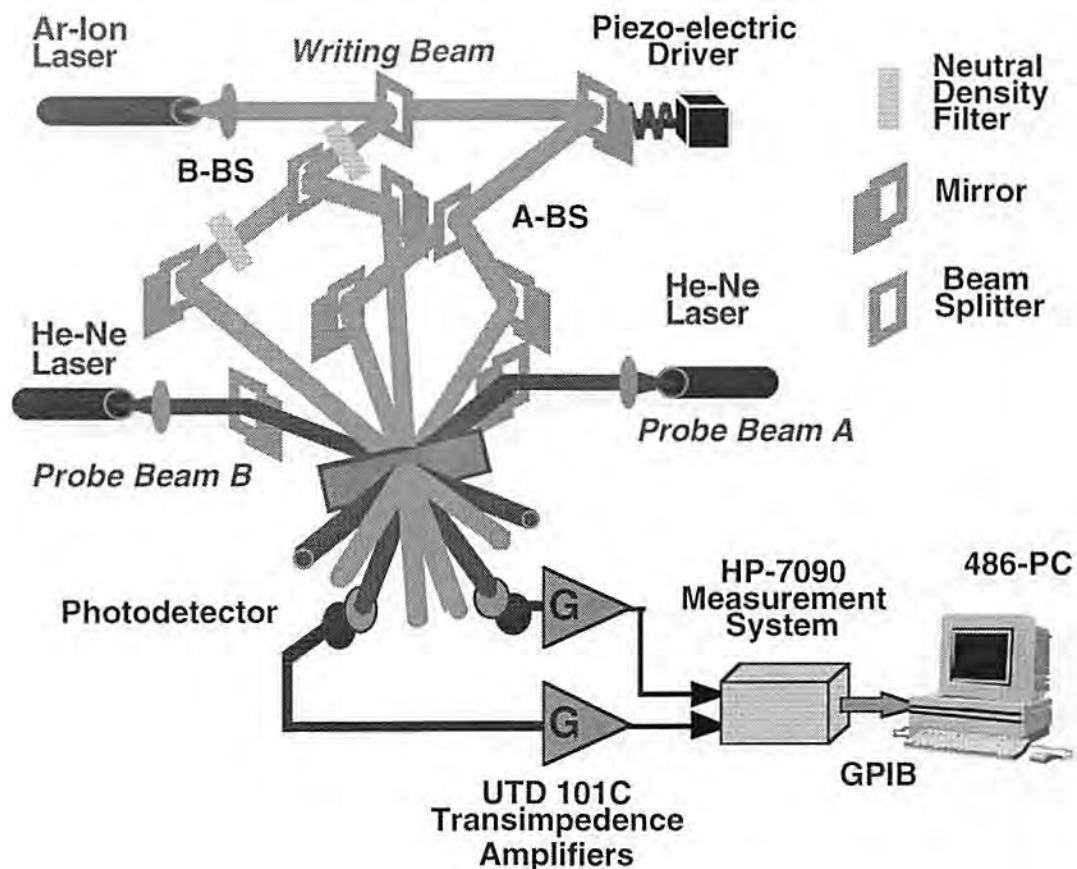 Ar-Ion
Laser
Writing Beam
Piezo-electric
Driver
Neutral
Density
Filter
B-BS
A-BS
Mirror
He-Ne
Laser
He-Ne
Laser
Beam
Splitter
Probe Beam B
Probe Beam A
Photodetector
G
HP-7090
Measurement
System
486-PC
G
GPIB
UTD 101C
Transimpedence
Amplifiers